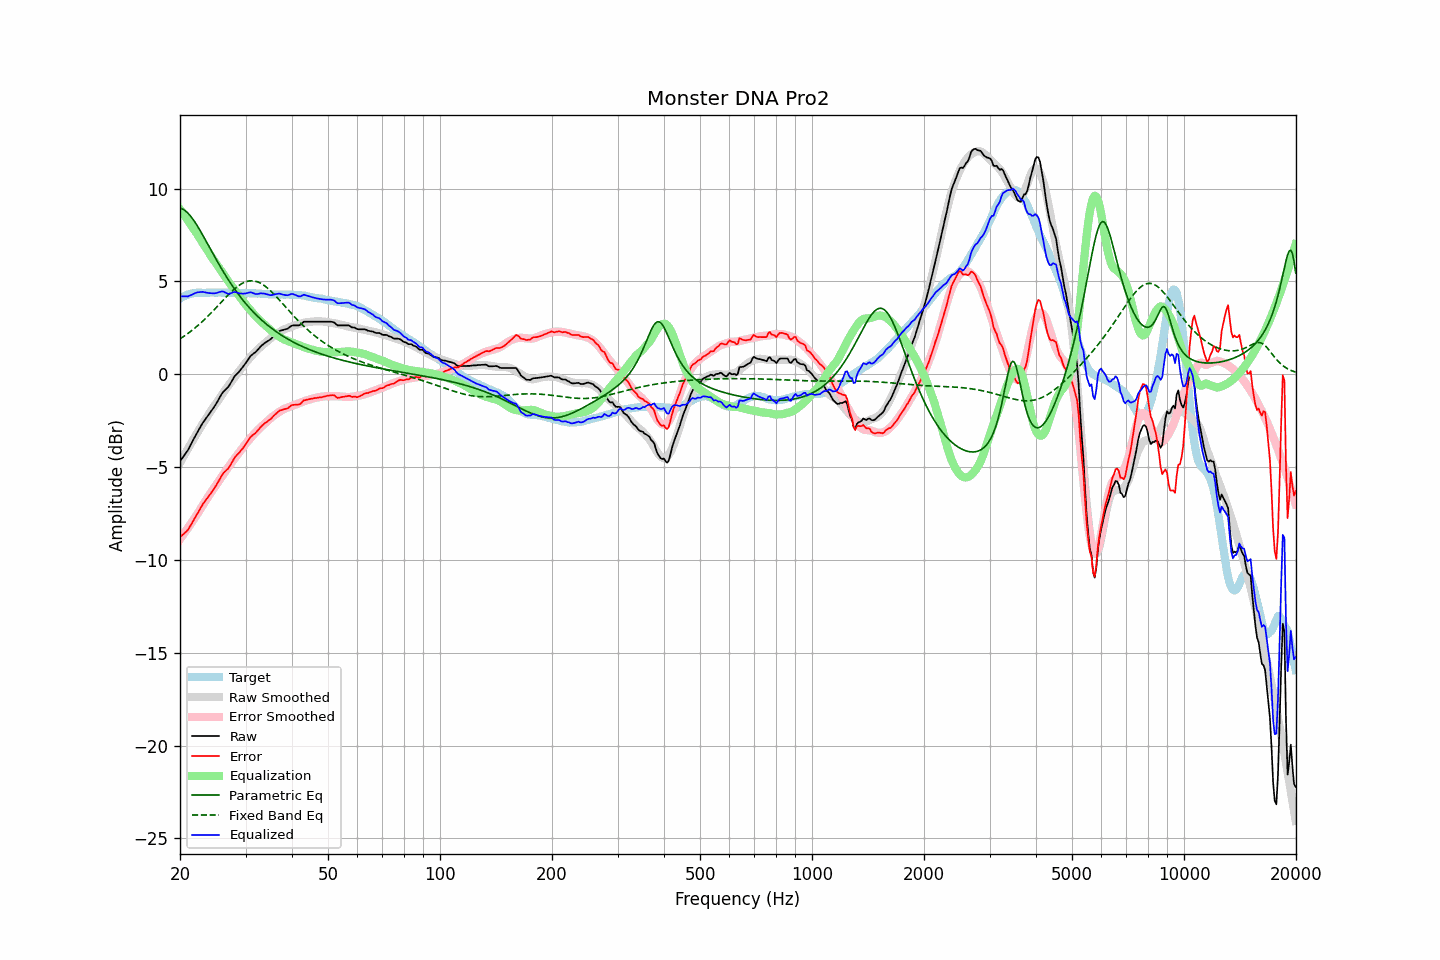 Monster DNA Pro2
Amplitude (dBr)
10
5
0
−5
−10
−15
−20
−25
Target
Raw Smoothed
Error Smoothed
Raw
Error
Equalization
Parametric Eq
Fixed Band Eq
Equalized
20 50 100 200 500 1000 2000 5000 10000 20000
Frequency (Hz)